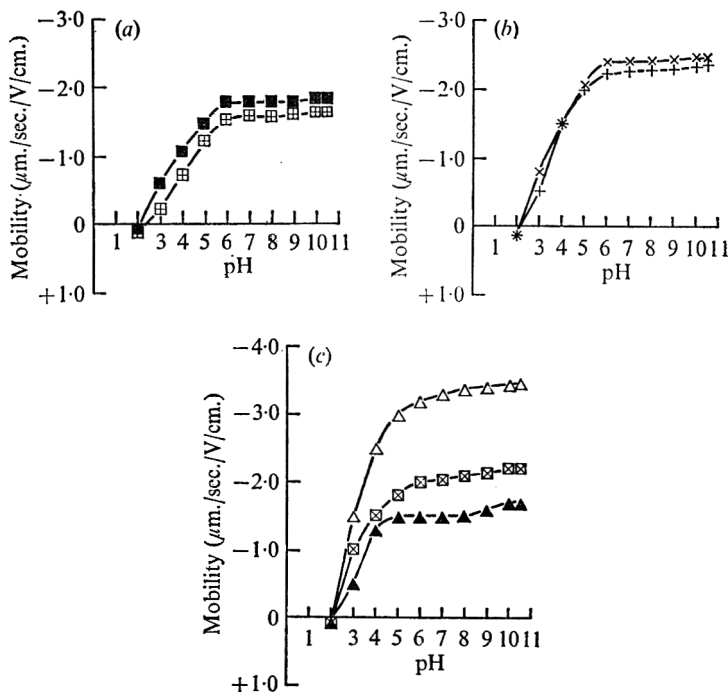 (a)
Mobility (μm./sec./V/cm.)
−3·0
−2·0
−1·0
0
+1·0
1 2 3 4 5 6 7 8 9 10 11
pH
(b)
Mobility (μm./sec./V/cm.)
−3·0
−2·0
−1·0
0
+1·0
1 2 3 4 5 6 7 8 9 10 11
pH
(c)
Mobility (μm./sec./V/cm.)
−4·0
−3·0
−2·0
−1·0
0
+1·0
1 2 3 4 5 6 7 8 9 10 11
pH